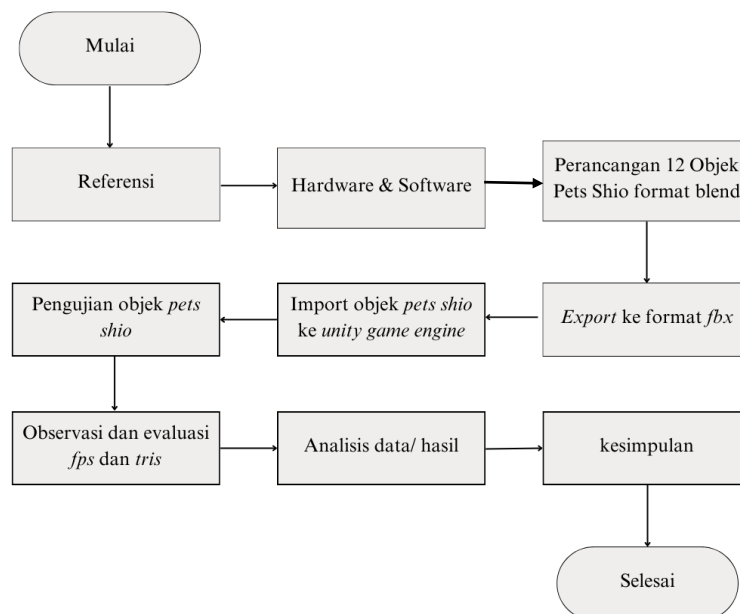 Mulai
Referensi
Hardware & Software
Perancangan 12 Objek
Pets Shio format blend
Export ke format fbx
Import objek pets shio
ke unity game engine
Pengujian objek pets
shio
Observasi dan evaluasi
fps dan tris
Analisis data/ hasil
kesimpulan
Selesai